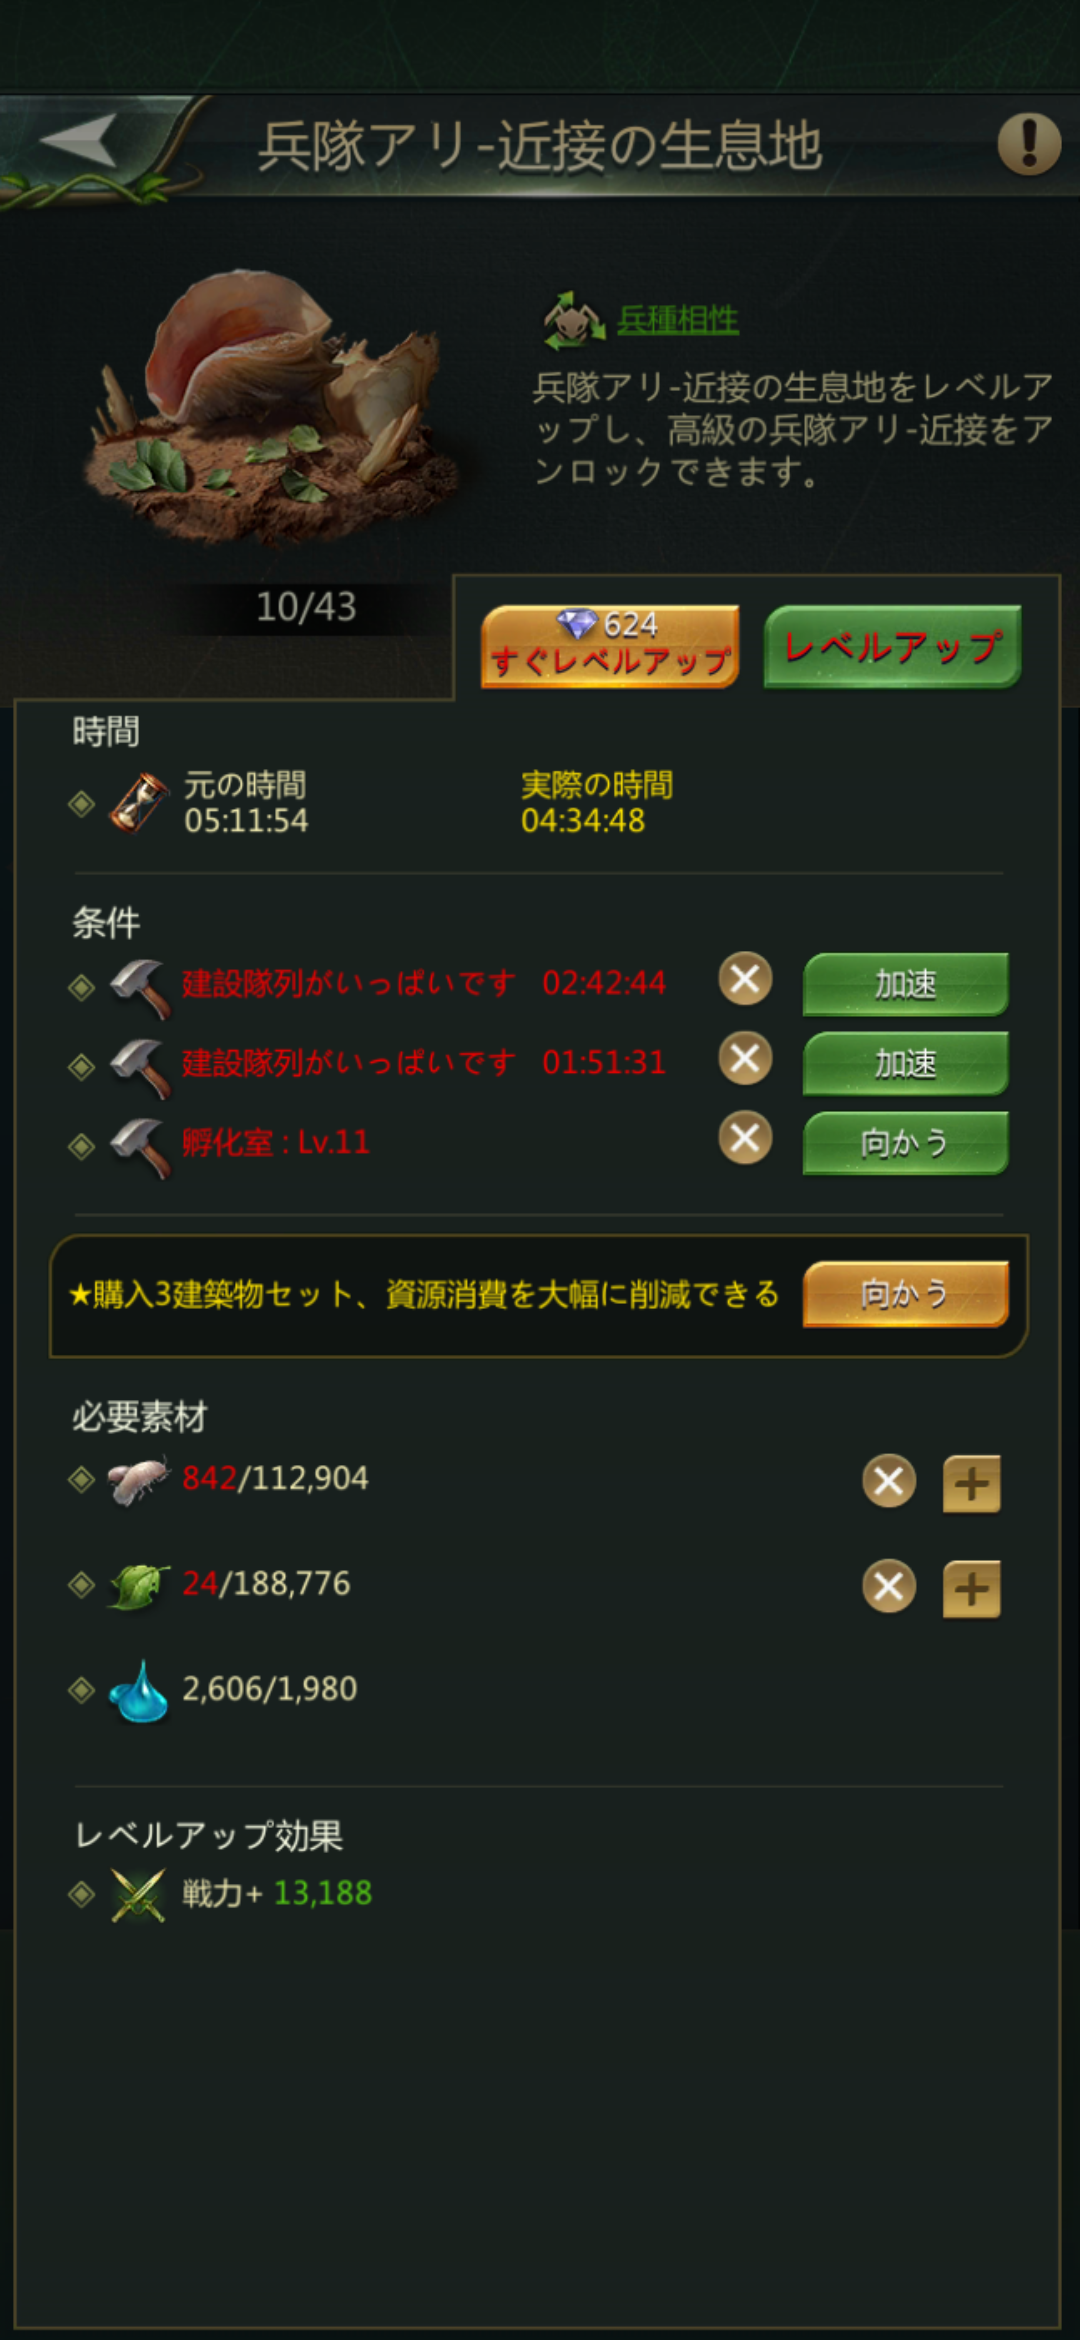 兵隊アリ-近接の生息地
兵種相性
兵隊アリ-近接の生息地をレベルア
ップし、高級の兵隊アリ-近接をア
ンロックできます。
10/43
624
すぐレベルアップ
レベルアップ
時間
元の時間
05:11:54
実際の時間
04:34:48
条件
建設隊列がいっぱいです 02:42:44
加速
建設隊列がいっぱいです 01:51:31
加速
孵化室 : Lv.11
向かう
★購入3建築物セット、資源消費を大幅に削減できる
向かう
必要素材
842/112,904
24/188,776
2,606/1,980
レベルアップ効果
戦力+ 13,188